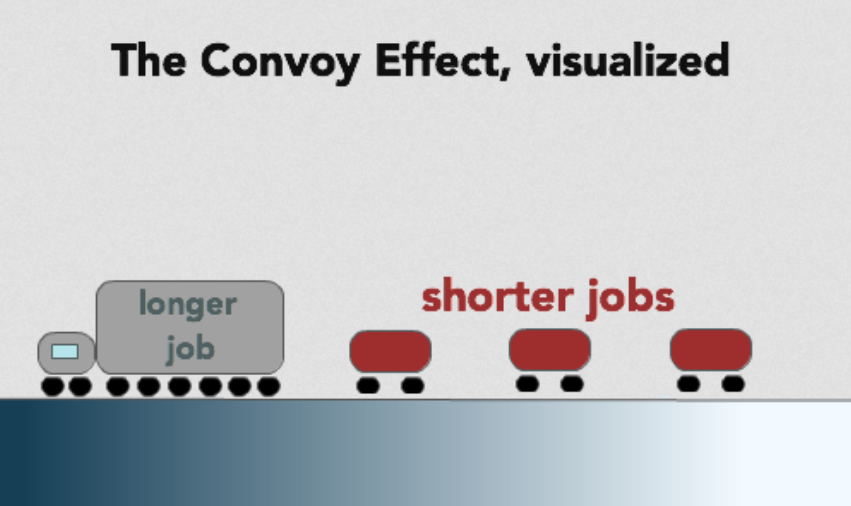 The Convoy Effect, visualized
shorter jobs
longer
job